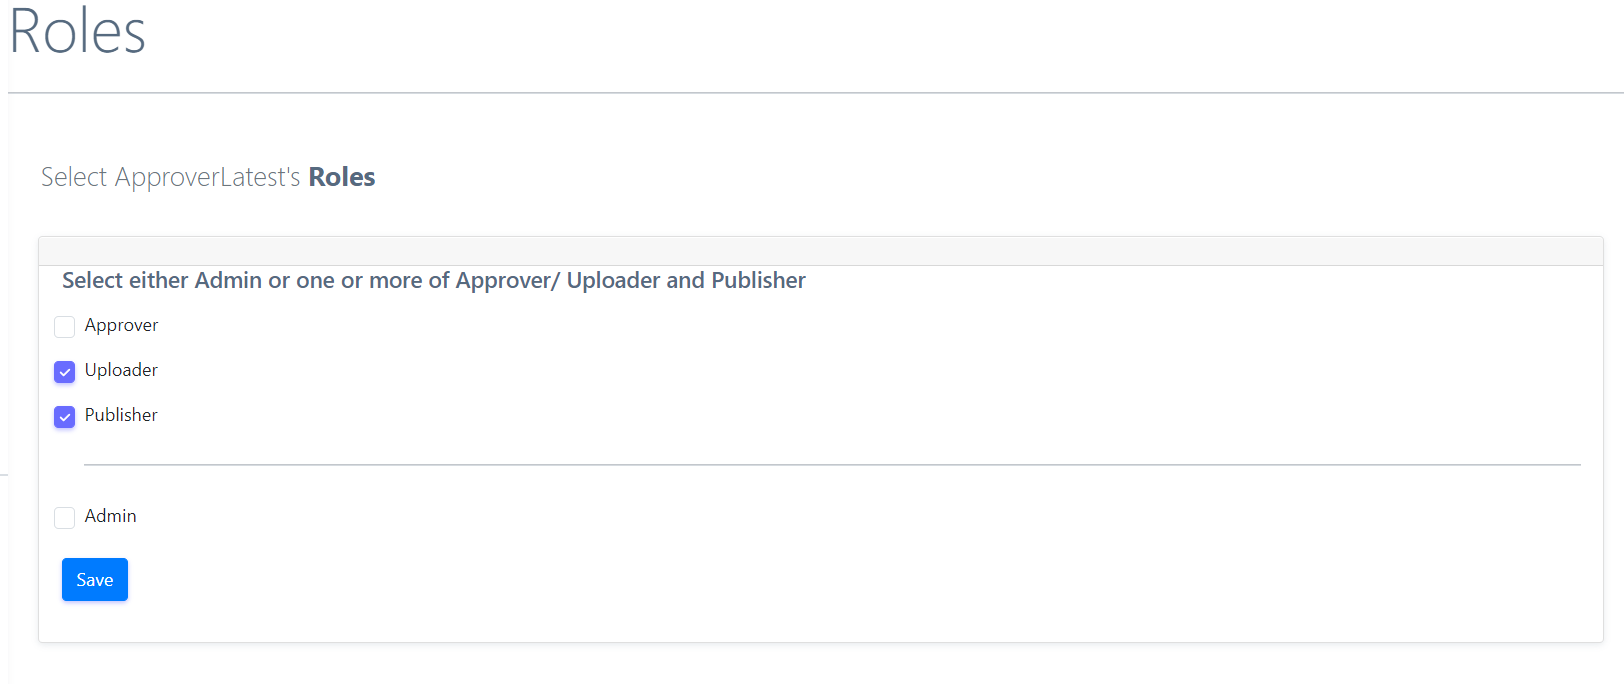 Roles
Select ApproverLatest's Roles
Select either Admin or one or more of Approver/ Uploader and Publisher
Approver
Uploader
Publisher
Admin
Save